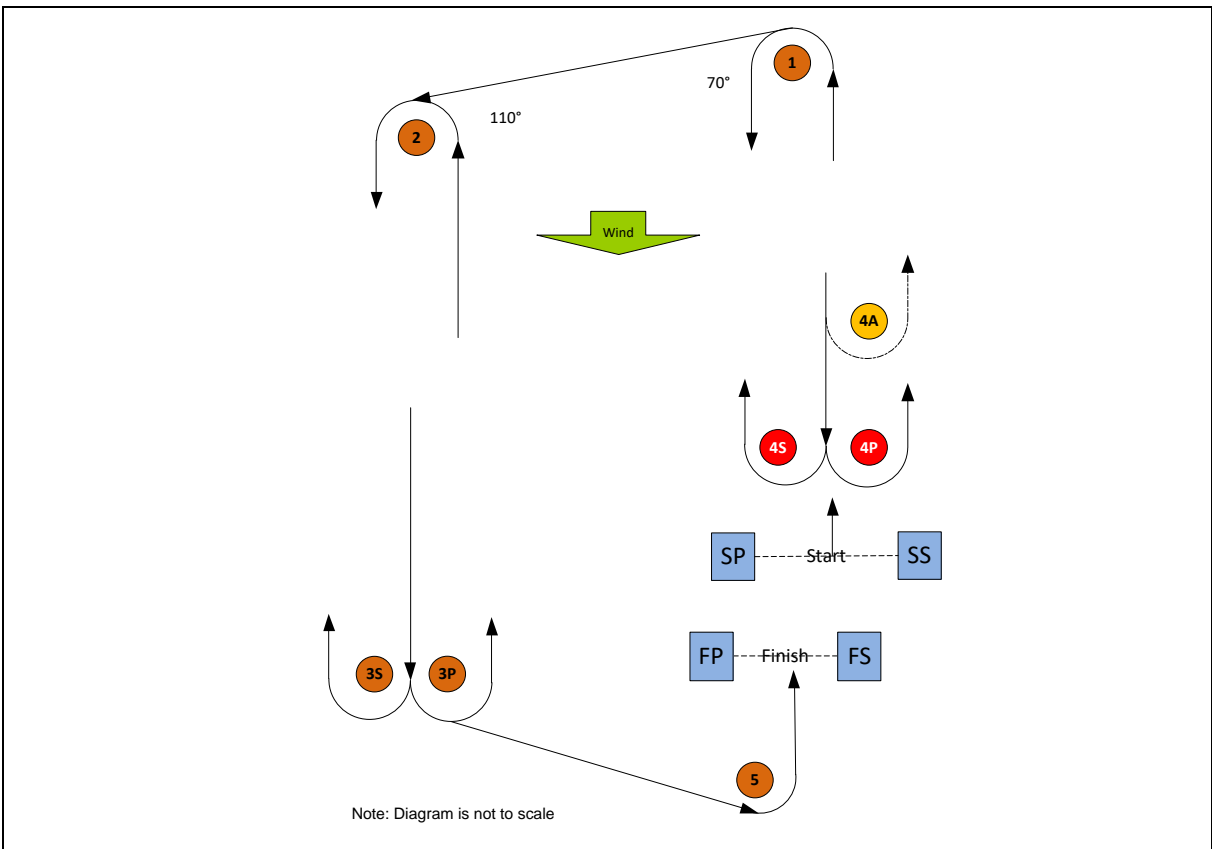 1
70°
110°
2
Wind
4A
4S
4P
SP
Start
SS
FP
Finish
FS
3S
3P
5
Note: Diagram is not to scale